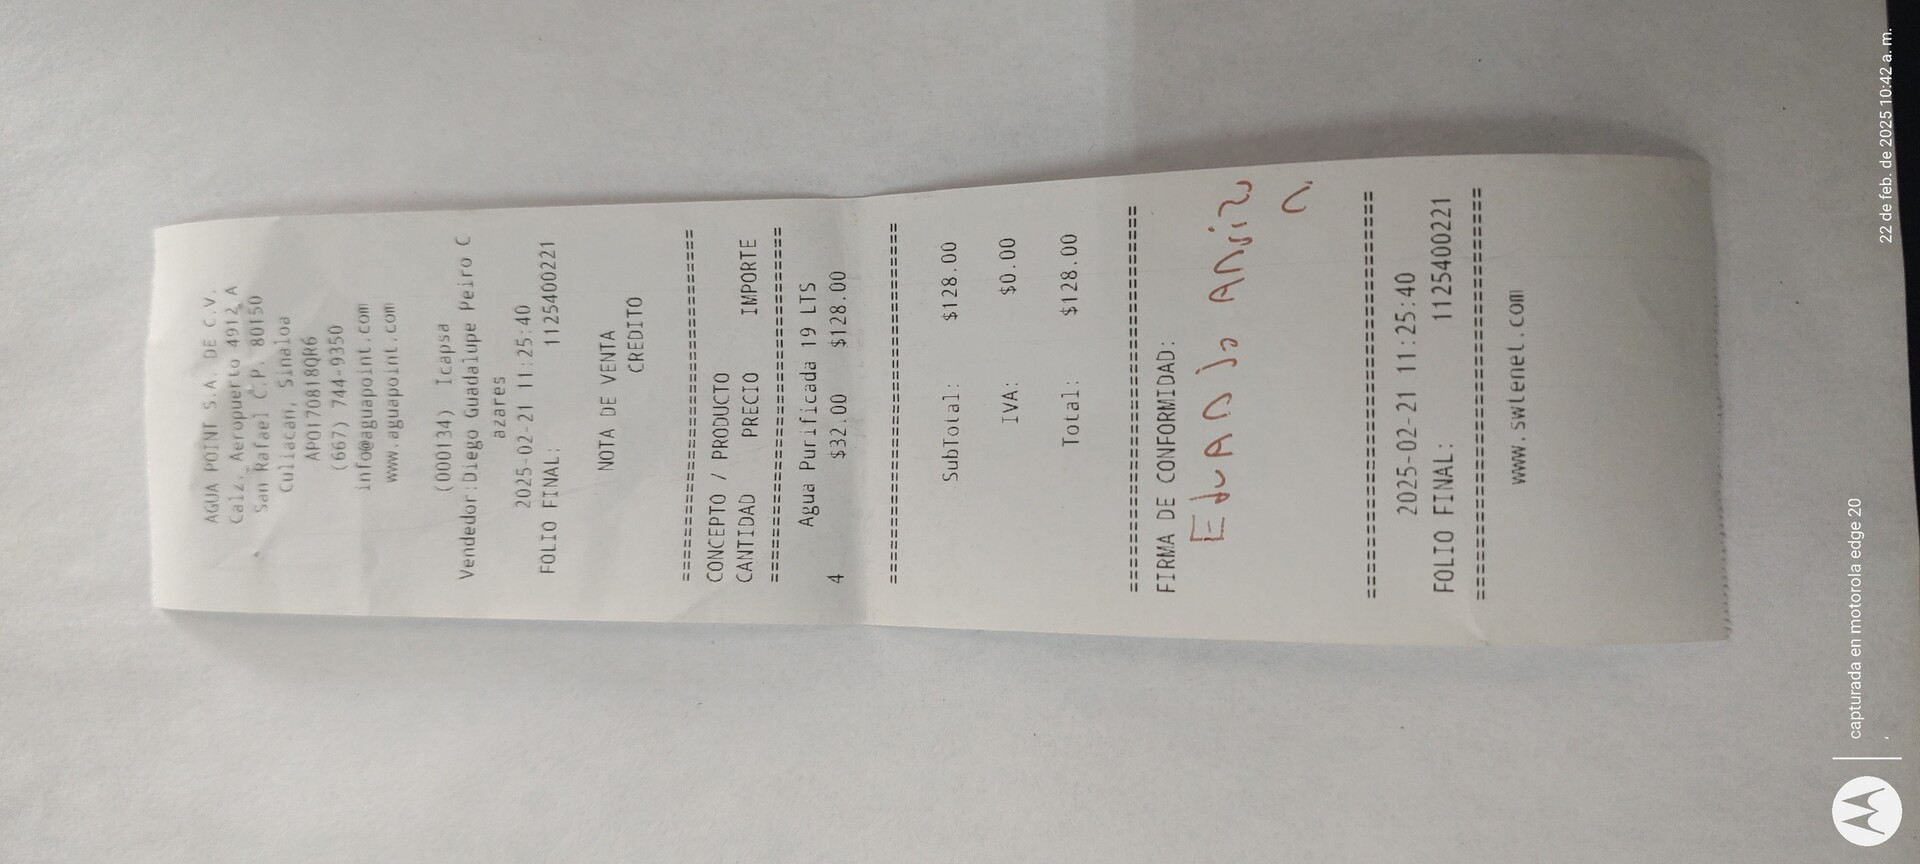 AGUA POINT S.A. DE C.V.
Calz. Aeropuerto 4912 A
San Rafael C.P. 80150
Culiacan, Sinaloa
APO170818QR6
(667) 744-9350
info@aguapoint.com
www.aguapoint.com
(000134) Icapsa
Vendedor:Diego Guadalupe Peiro C
azares
2025-02-21 11:25:40
FOLIO FINAL: 1125400221
NOTA DE VENTA
CREDITO
================================
CONCEPTO / PRODUCTO
CANTIDAD PRECIO IMPORTE
================================
Agua Purificada 19 LTS
4 $32.00 $128.00
================================
SubTotal: $128.00
IVA: $0.00
Total: $128.00
================================
FIRMA DE CONFORMIDAD:
================================
2025-02-21 11:25:40
FOLIO FINAL: 1125400221
================================
www.swtenet.com
capturada en motorola edge 20
22 de feb. de 2025 10:42 a. m.